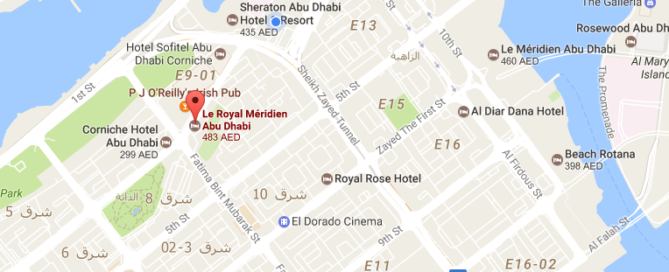 The Galleria
Sheraton Abu Dhabi
Hotel & Resort
435 AED
E13
10th St
Rosewood Abu Dhabi
Hotel Sofitel Abu
Dhabi Corniche
الزاهية
Le Méridien Abu Dhabi
460 AED
Al Mary
Island
E9-01
1st St
P J O'Reilly's Irish Pub
Sheikh Zayed Tunnel
5th St
The Promenade
Le Royal Méridien
Abu Dhabi
483 AED
E15
Zayed The First St
Al Diar Dana Hotel
Corniche Hotel
Abu Dhabi
299 AED
E16
Beach Rotana
398 AED
Al Firdous St
Fatima Bint Mubarak St
Royal Rose Hotel
Park
شرق 8
شرق 10
شرق 5
5th St
El Dorado Cinema
9th St
Al Falah St
شرق 6
شرق 03-2
E11
E16-02